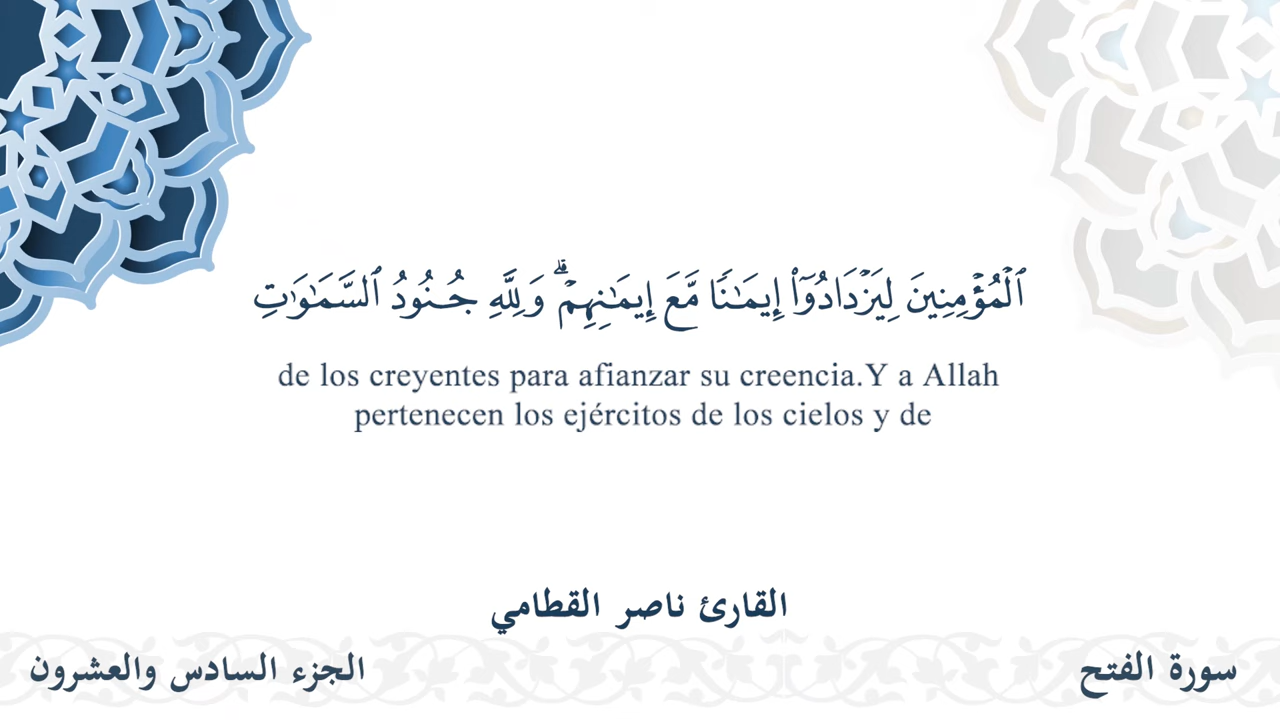 ٱلْمُؤْمِنِينَ لِيَزْدَادُوٓا۟ إِيمَـٰنًا مَّعَ إِيمَـٰنِهِمْ ۗ وَلِلَّهِ جُنُودُ ٱلسَّمَـٰوَٰتِ
de los creyentes para afianzar su creencia.Y a Allah
pertenecen los ejércitos de los cielos y de
القارئ ناصر القطامي
سورة الفتح
الجزء السادس والعشرون